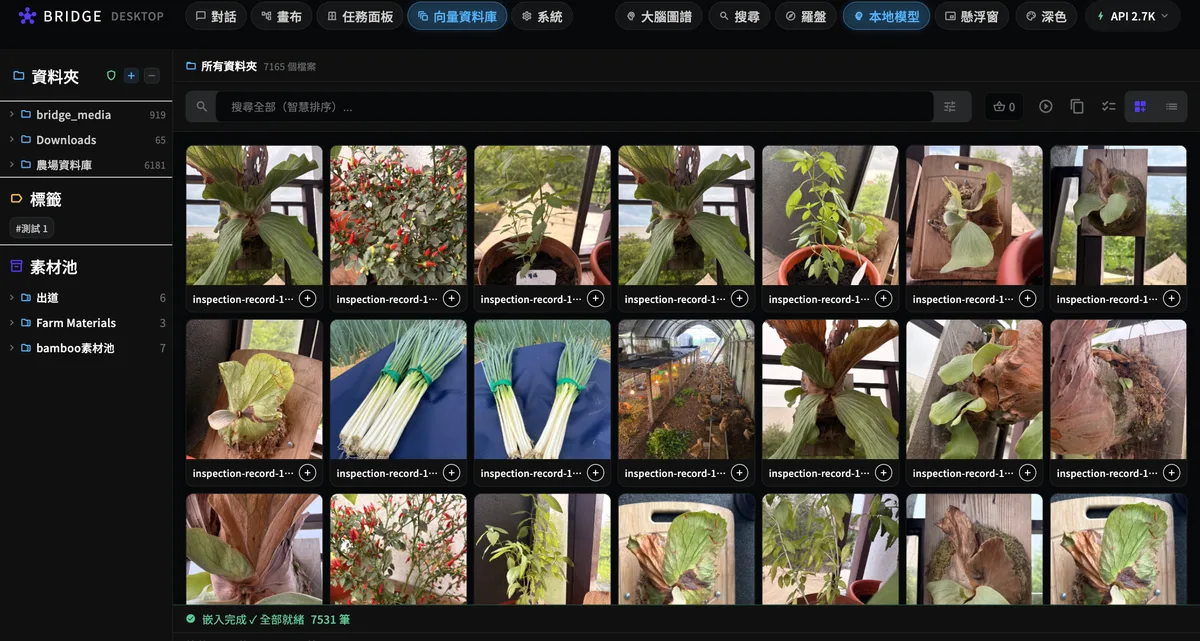 BRIDGE DESKTOP
對話 畫布 任務面板 向量資料庫 系統 大腦圖譜 搜尋 羅盤 本地模型 懸浮窗 深色 API 2.7K
資料夾
bridge_media 919
Downloads 65
農場資料庫 6181
標籤
#測試 1
素材池
出道 6
Farm Materials 3
bamboo素材池 7
所有資料夾 7165 個檔案
搜尋全部（智慧排序）...
0
inspection-record-1··· inspection-record-1··· inspection-record-1··· inspection-record-1··· inspection-record-1··· inspection-record-1··· inspection-record-1···
inspection-record-1··· inspection-record-1··· inspection-record-1··· inspection-record-1··· inspection-record-1··· inspection-record-1··· inspection-record-1···
嵌入完成 ✓ 全部就緒 7531 筆